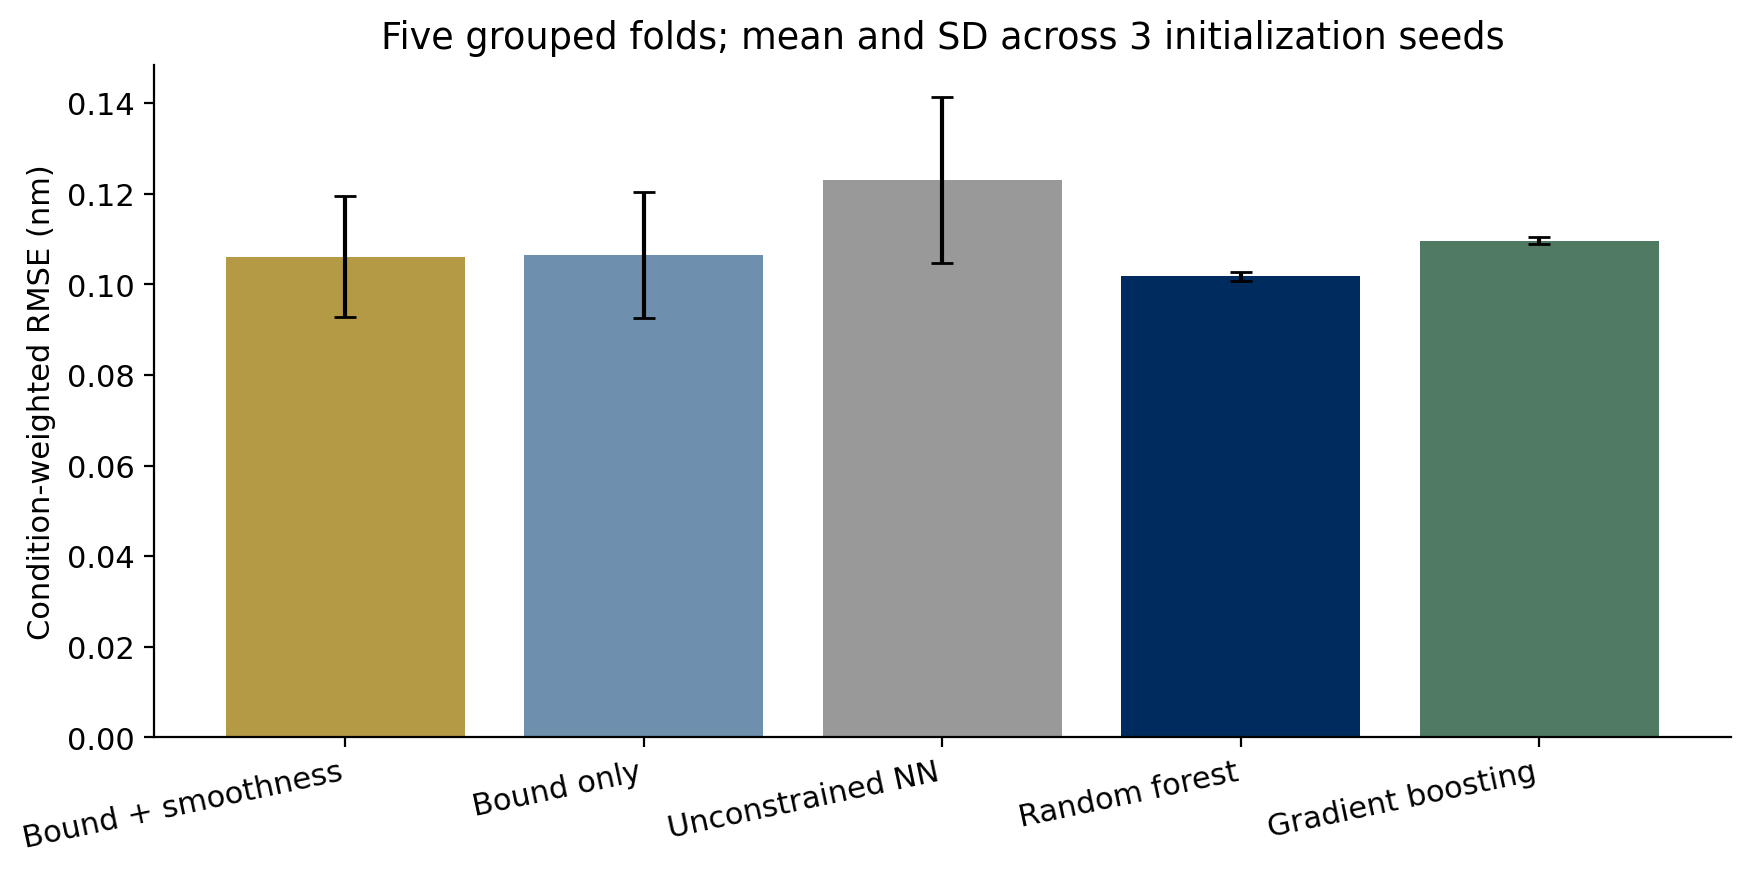 Five grouped folds; mean and SD across 3 initialization seeds
Condition-weighted RMSE (nm)
0.14
0.12
0.10
0.08
0.06
0.04
0.02
0.00
Bound + smoothness
Bound only
Unconstrained NN
Random forest
Gradient boosting